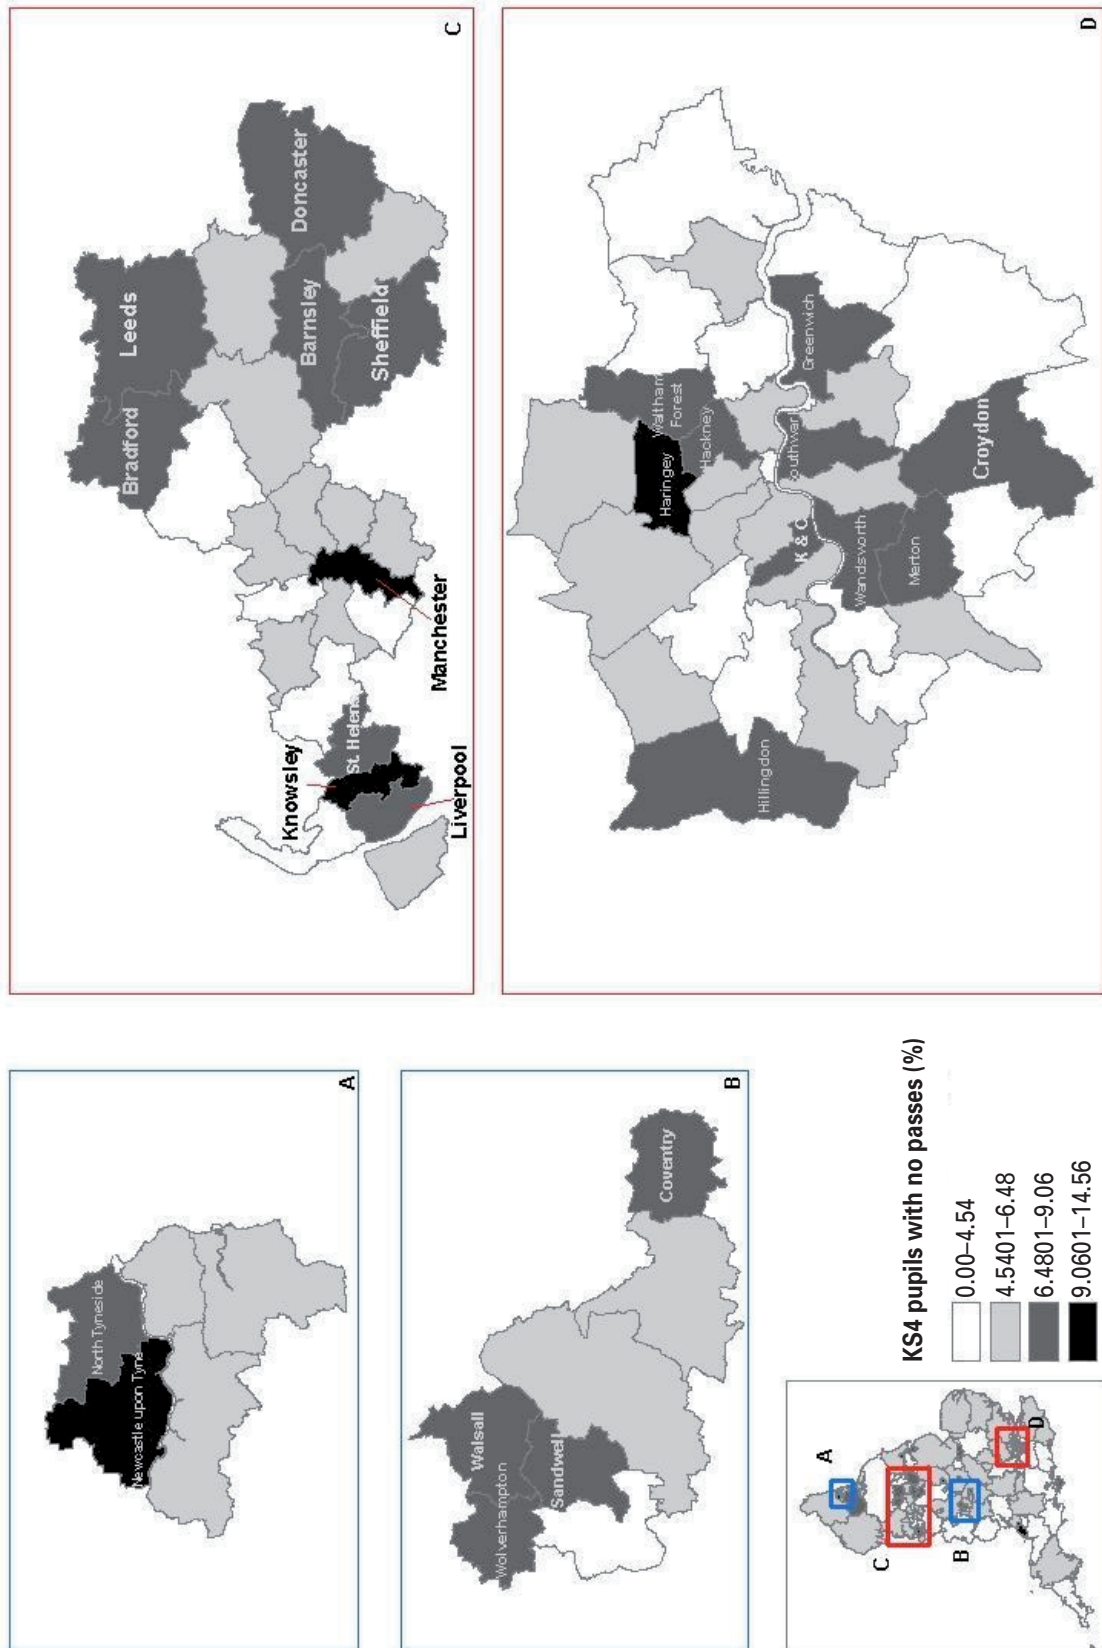 North Tyneside
Newcastle upon Tyne
A
Walsall
Wolverhampton
Sandwell
Coventry
B
A
C
B
D
KS4 pupils with no passes (%)
0.00–4.54
4.5401–6.48
6.4801–9.06
9.0601–14.56
Leeds
Bradford
Doncaster
Barnsley
Sheffield
Manchester
St. Helen
Knowsley
Liverpool
C
Waltham
Forest
Haringey
Hackney
Greenwich
outhwark
K & C
Wandsworth
Merton
Croydon
Hillingdon
D